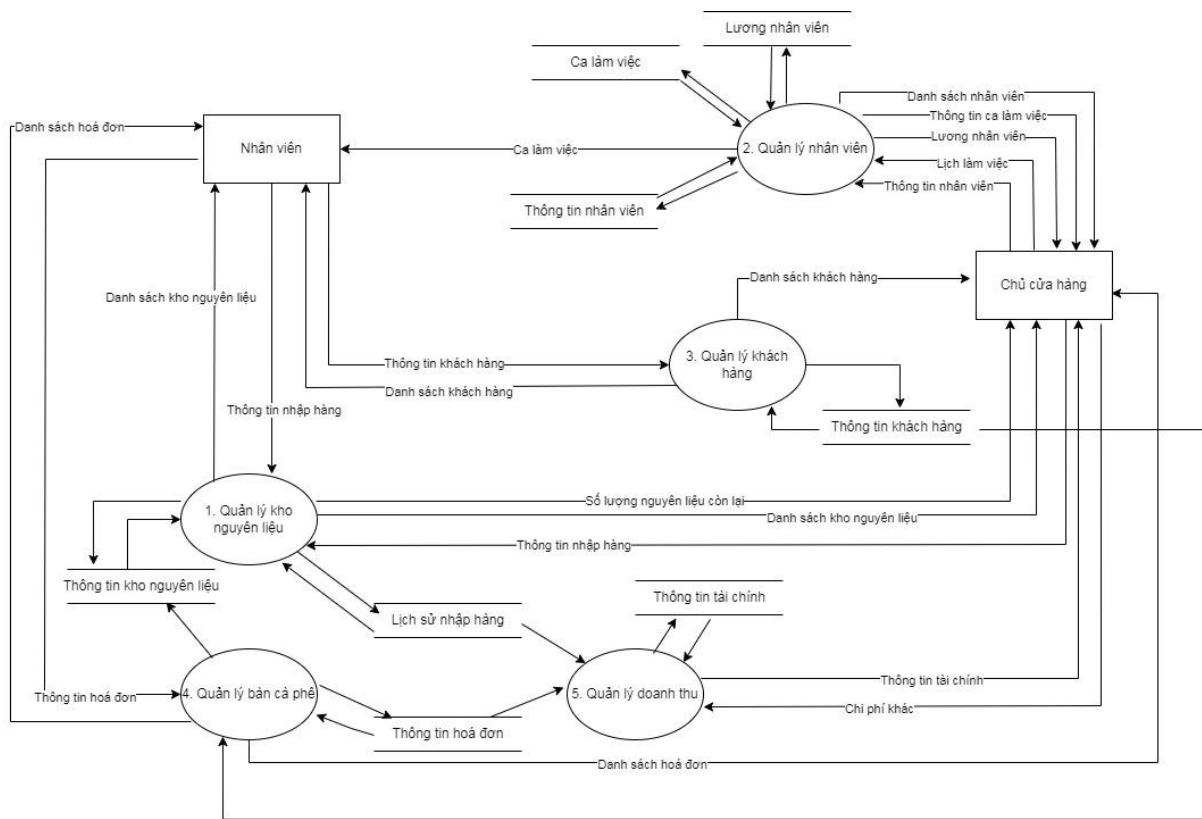 Lương nhân viên
Ca làm việc
Danh sách nhân viên
Thông tin ca làm việc
Lương nhân viên
Lịch làm việc
Thông tin nhân viên
2. Quản lý nhân viên
Ca làm việc
Thông tin nhân viên
Danh sách hoá đơn
Nhân viên
Chủ cửa hàng
Danh sách khách hàng
Danh sách kho nguyên liệu
3. Quản lý khách
hàng
Thông tin khách hàng
Danh sách khách hàng
Thông tin nhập hàng
Thông tin khách hàng
1. Quản lý kho
nguyên liệu
Số lượng nguyên liệu còn lại
Danh sách kho nguyên liệu
Thông tin nhập hàng
Thông tin kho nguyên liệu
Lịch sử nhập hàng
Thông tin tài chính
Thông tin hoá đơn
4. Quản lý bàn cà phê
5. Quản lý doanh thu
Thông tin tài chính
Chi phí khác
Thông tin hoá đơn
Danh sách hoá đơn